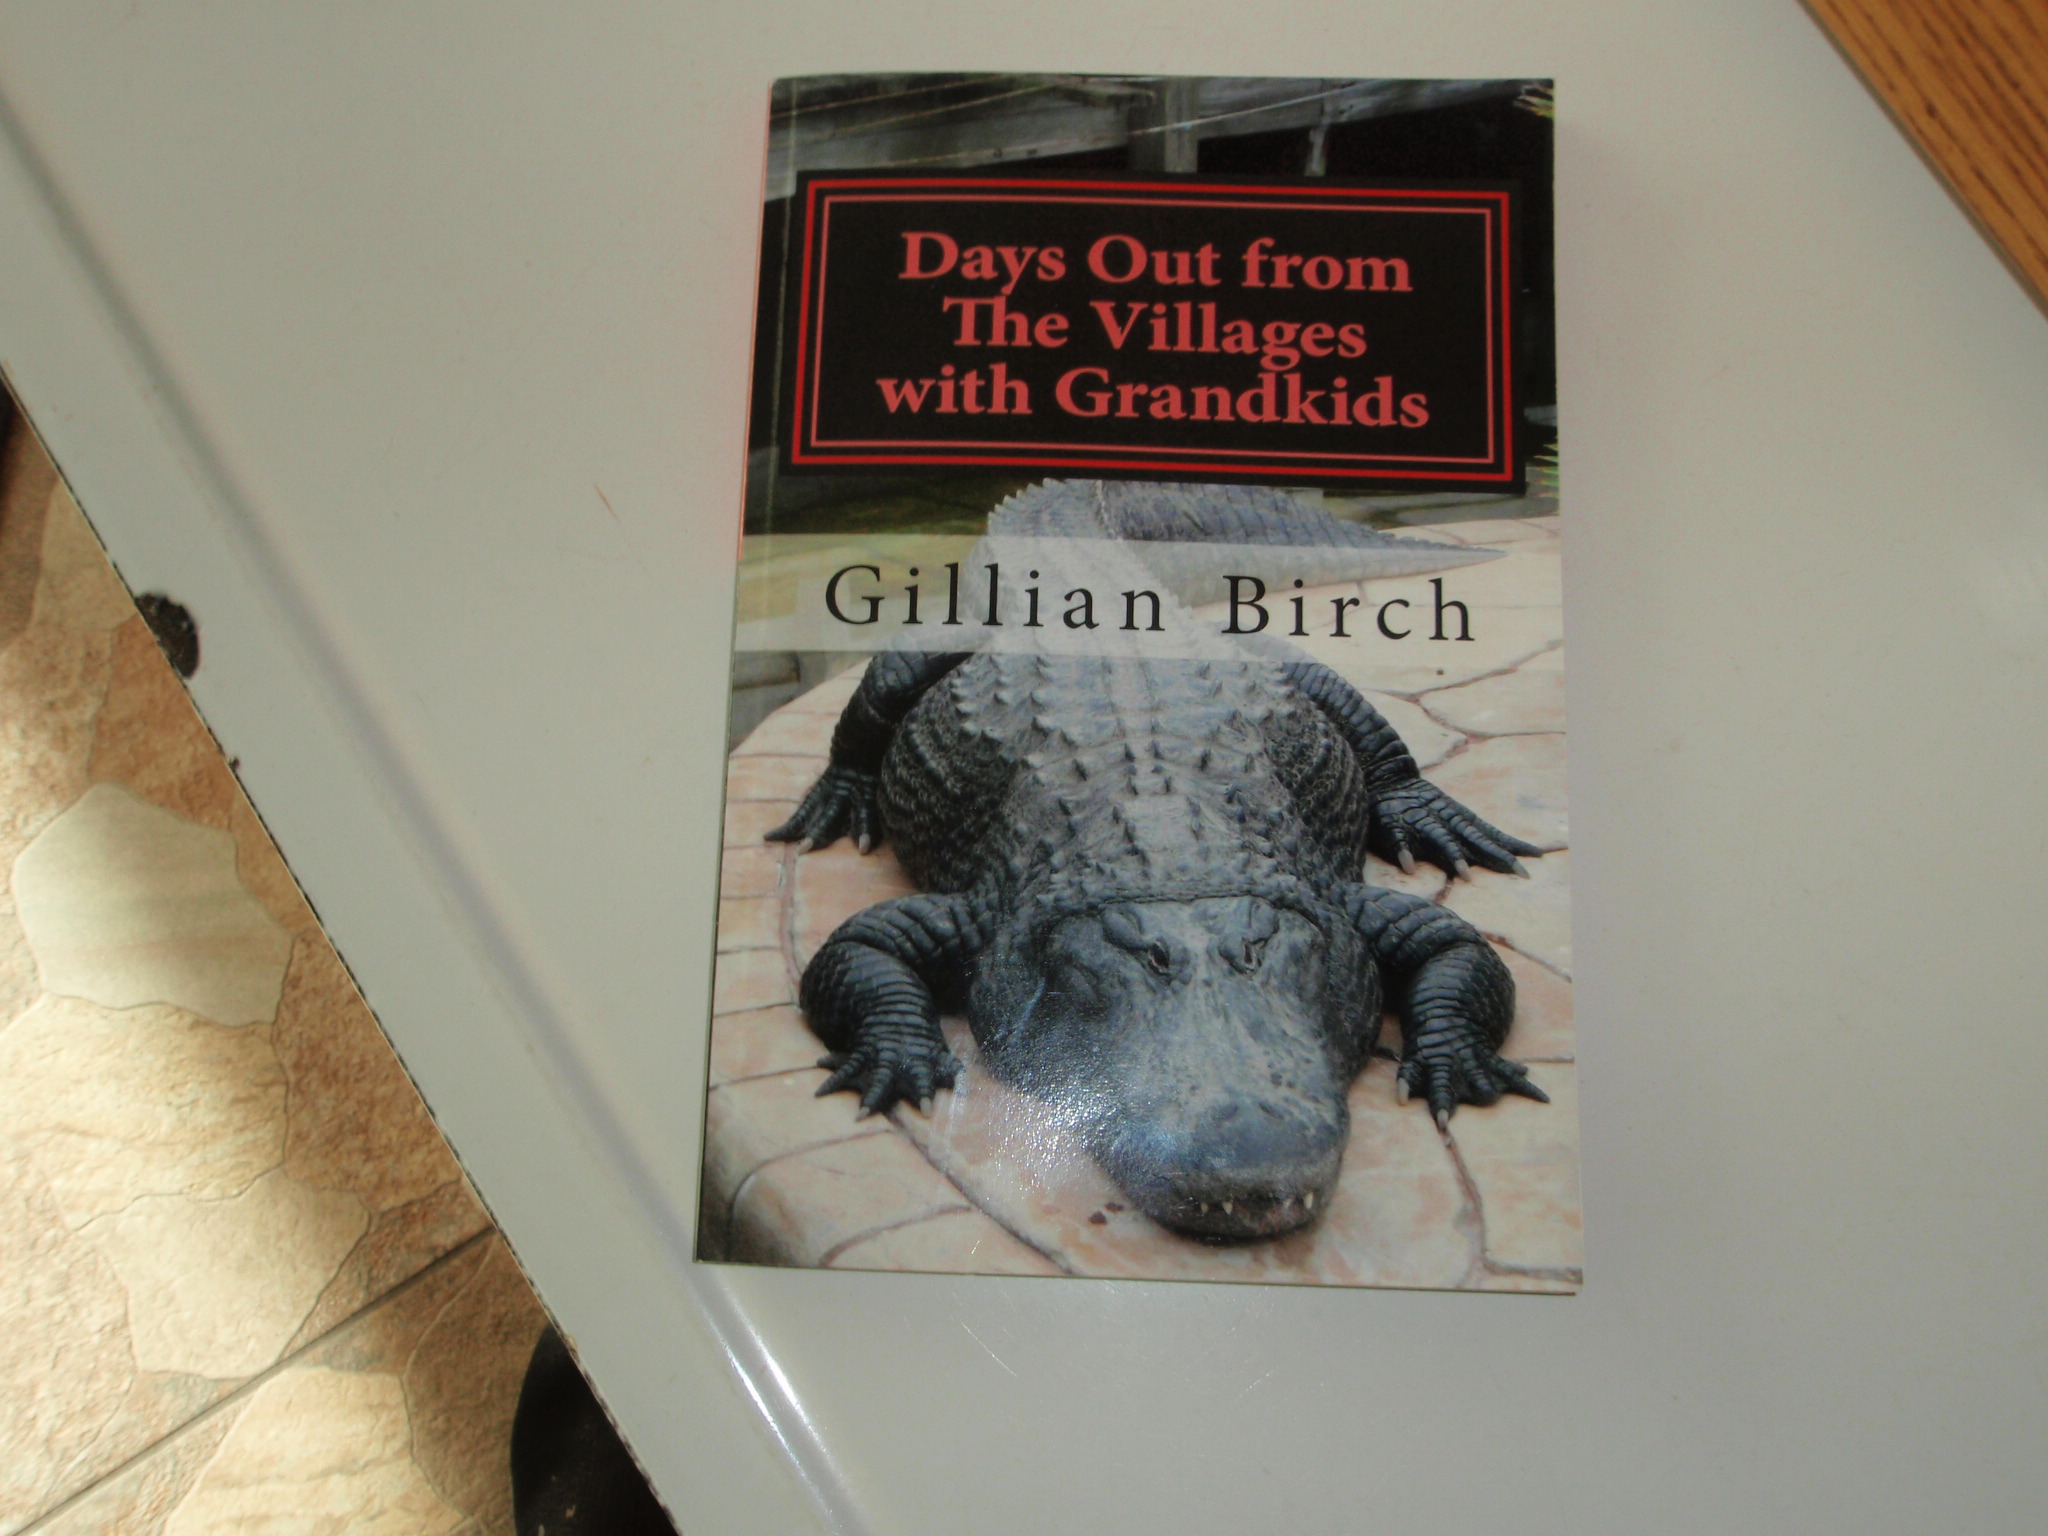 Days Out from
The Villages
with Grandkids
Gillian Birch